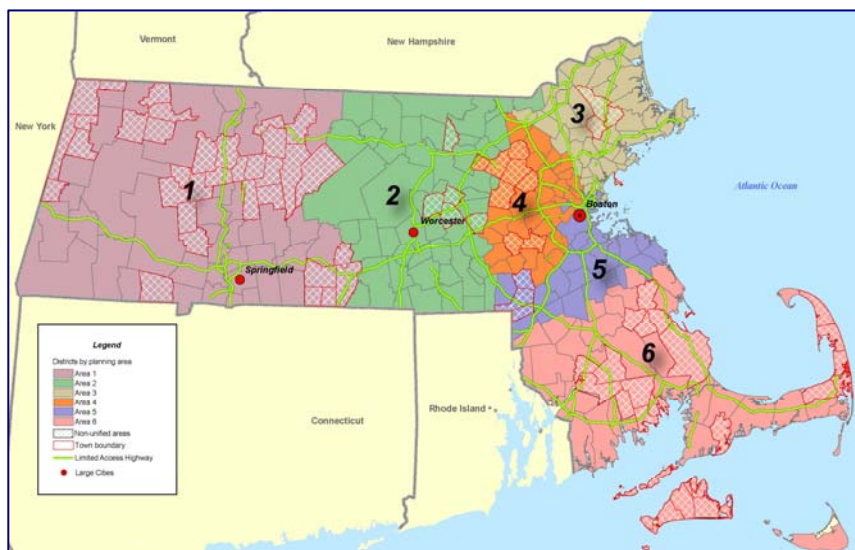 Vermont
New Hampshire
New York
3
1
2
4
Atlantic Ocean
Boston
Worcester
5
Springfield
6
Legend
Districts by planning area
Area 1
Area 2
Area 3
Area 4
Area 5
Area 6
Non-unified areas
Town boundary
Limited Access Highway
Large Cities
Connecticut
Rhode Island